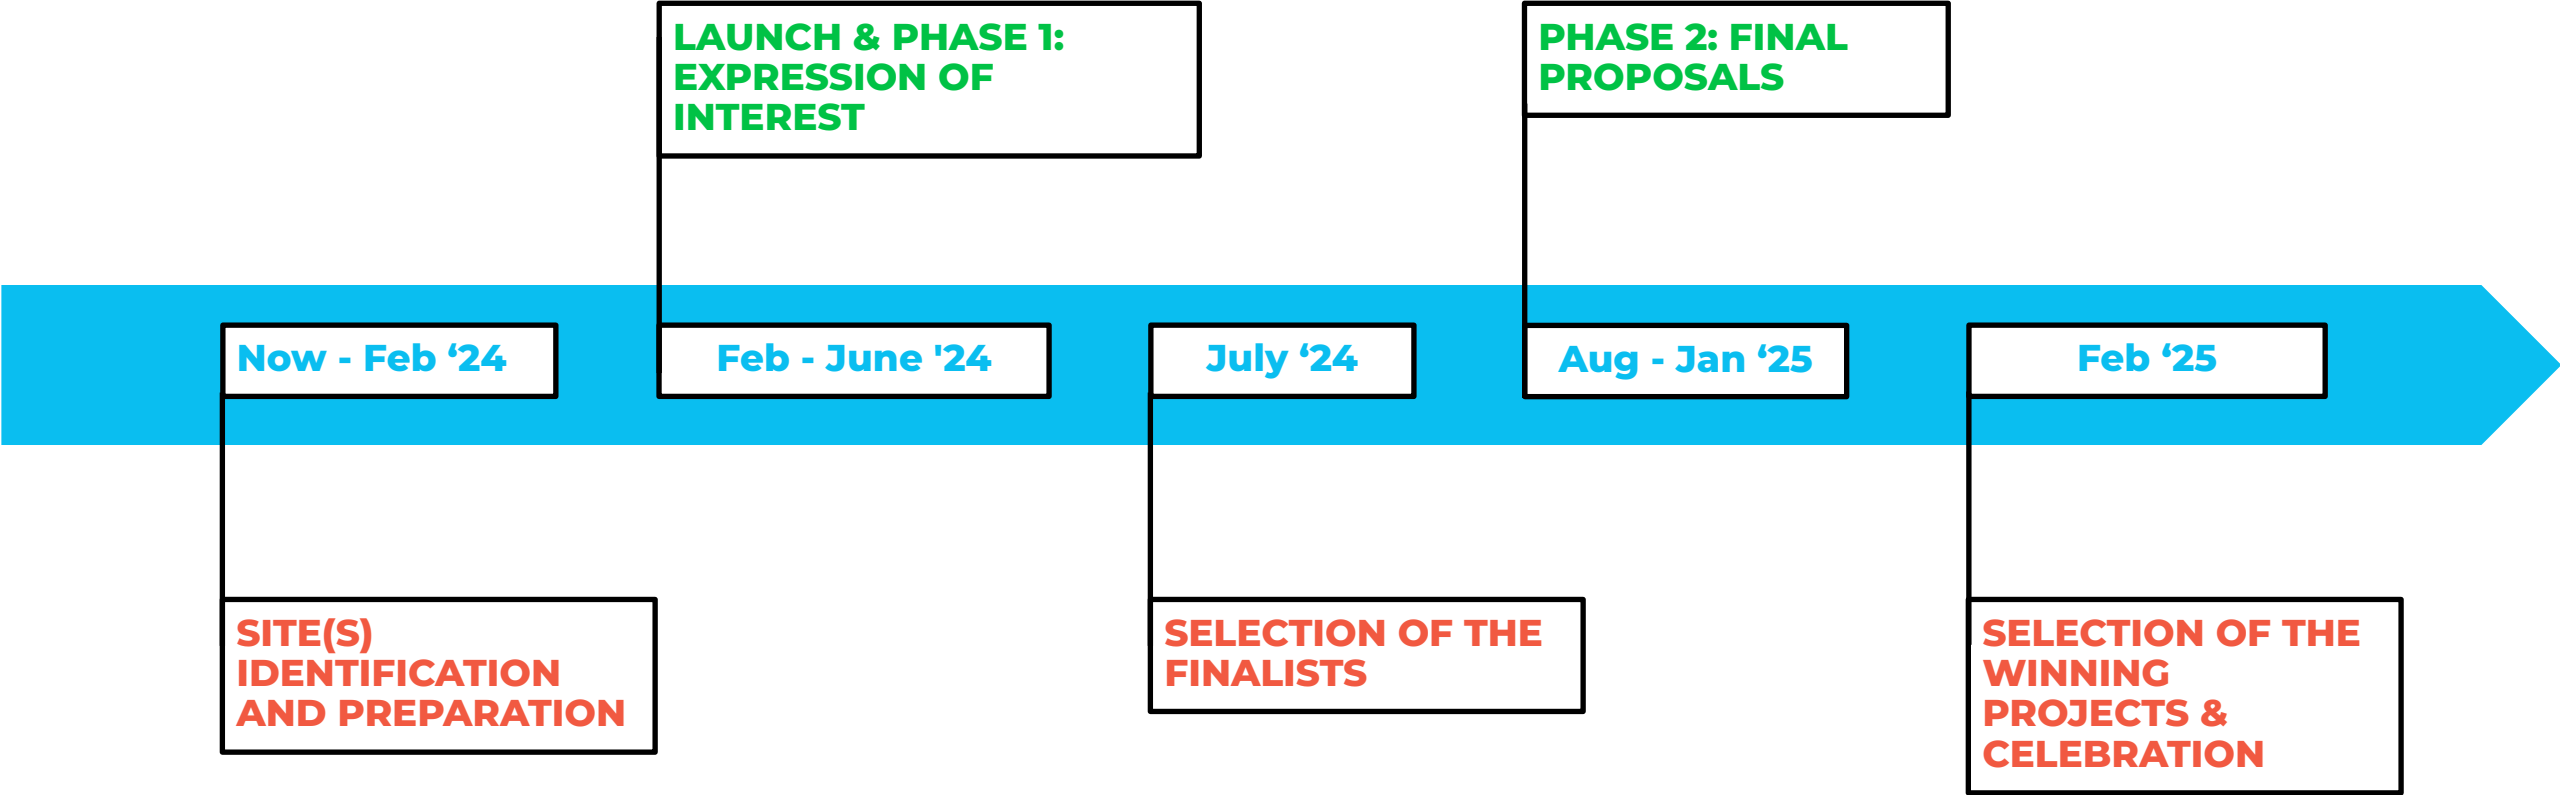 LAUNCH & PHASE 1:
EXPRESSION OF
INTEREST
PHASE 2: FINAL
PROPOSALS
Now - Feb ‘24
Feb - June '24
July ‘24
Aug - Jan ‘25
Feb ‘25
SITE(S)
IDENTIFICATION
AND PREPARATION
SELECTION OF THE
FINALISTS
SELECTION OF THE
WINNING
PROJECTS &
CELEBRATION